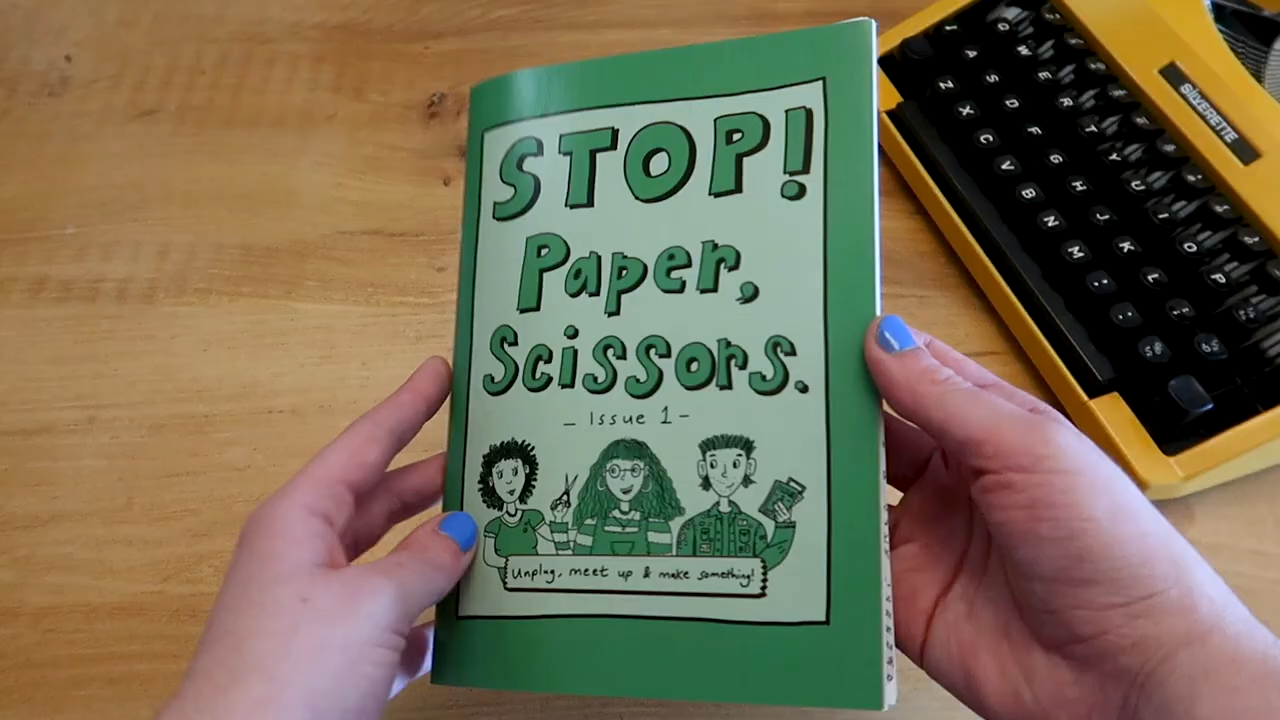 STOP!
Paper,
Scissors.
- Issue 1 -
Unplug, meet up & make something!
SILVERETTE
Q W E R T Y U I O P
A S D F G H J K L
Z X C V B N M